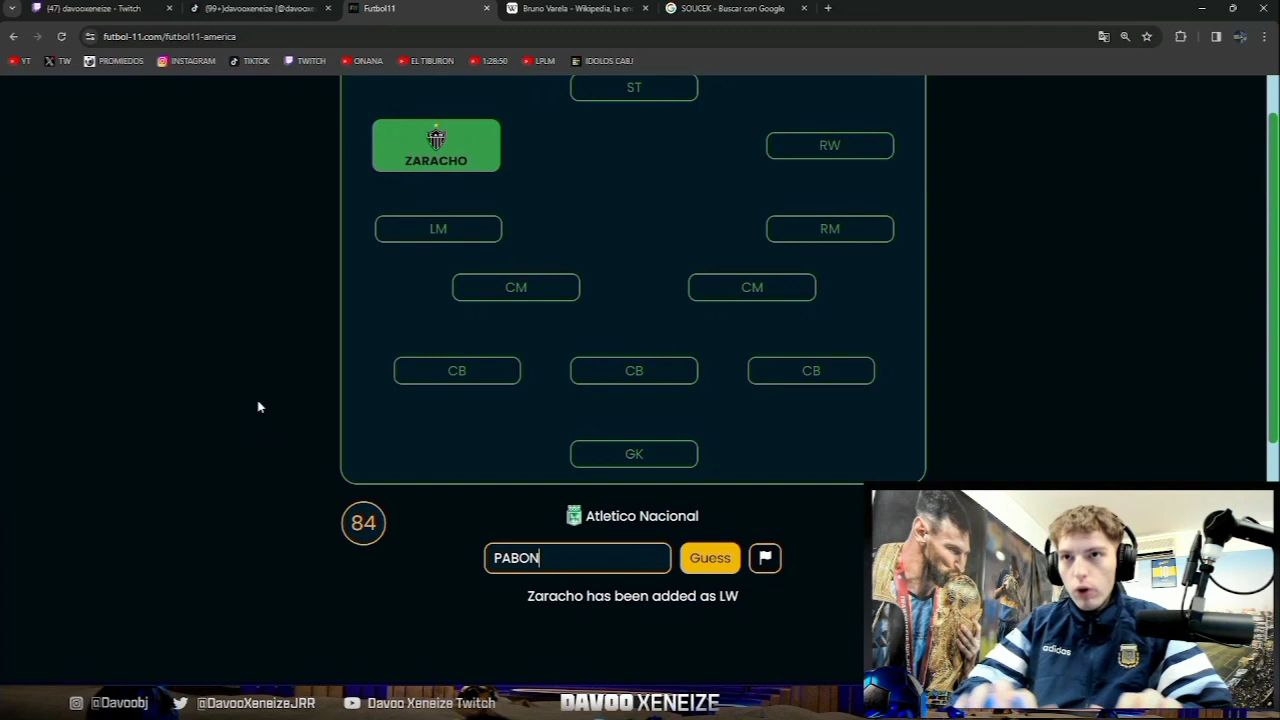 (47) davooxeneize - Twitch
(99+)davooxeneize (@davooxe
Futbol11
Bruno Varela - Wikipedia, la en
SOUCEK - Buscar con Google
futbol-11.com/futbol11-america
YT
TW
PROMIEDOS
INSTAGRAM
TIKTOK
TWITCH
ONANA
EL TIBURON
1:28:50
LPLM
IDIOLOS CABJ
ST
ZARACHO
RW
LM
RM
CM
CM
CB
CB
CB
GK
84
Atletico Nacional
PABON
Guess
Zaracho has been added as LW
adidas
@Davoobj
@DavooXeneizeJRR
Davoo Xeneize Twitch
DAVOO XENEIZE